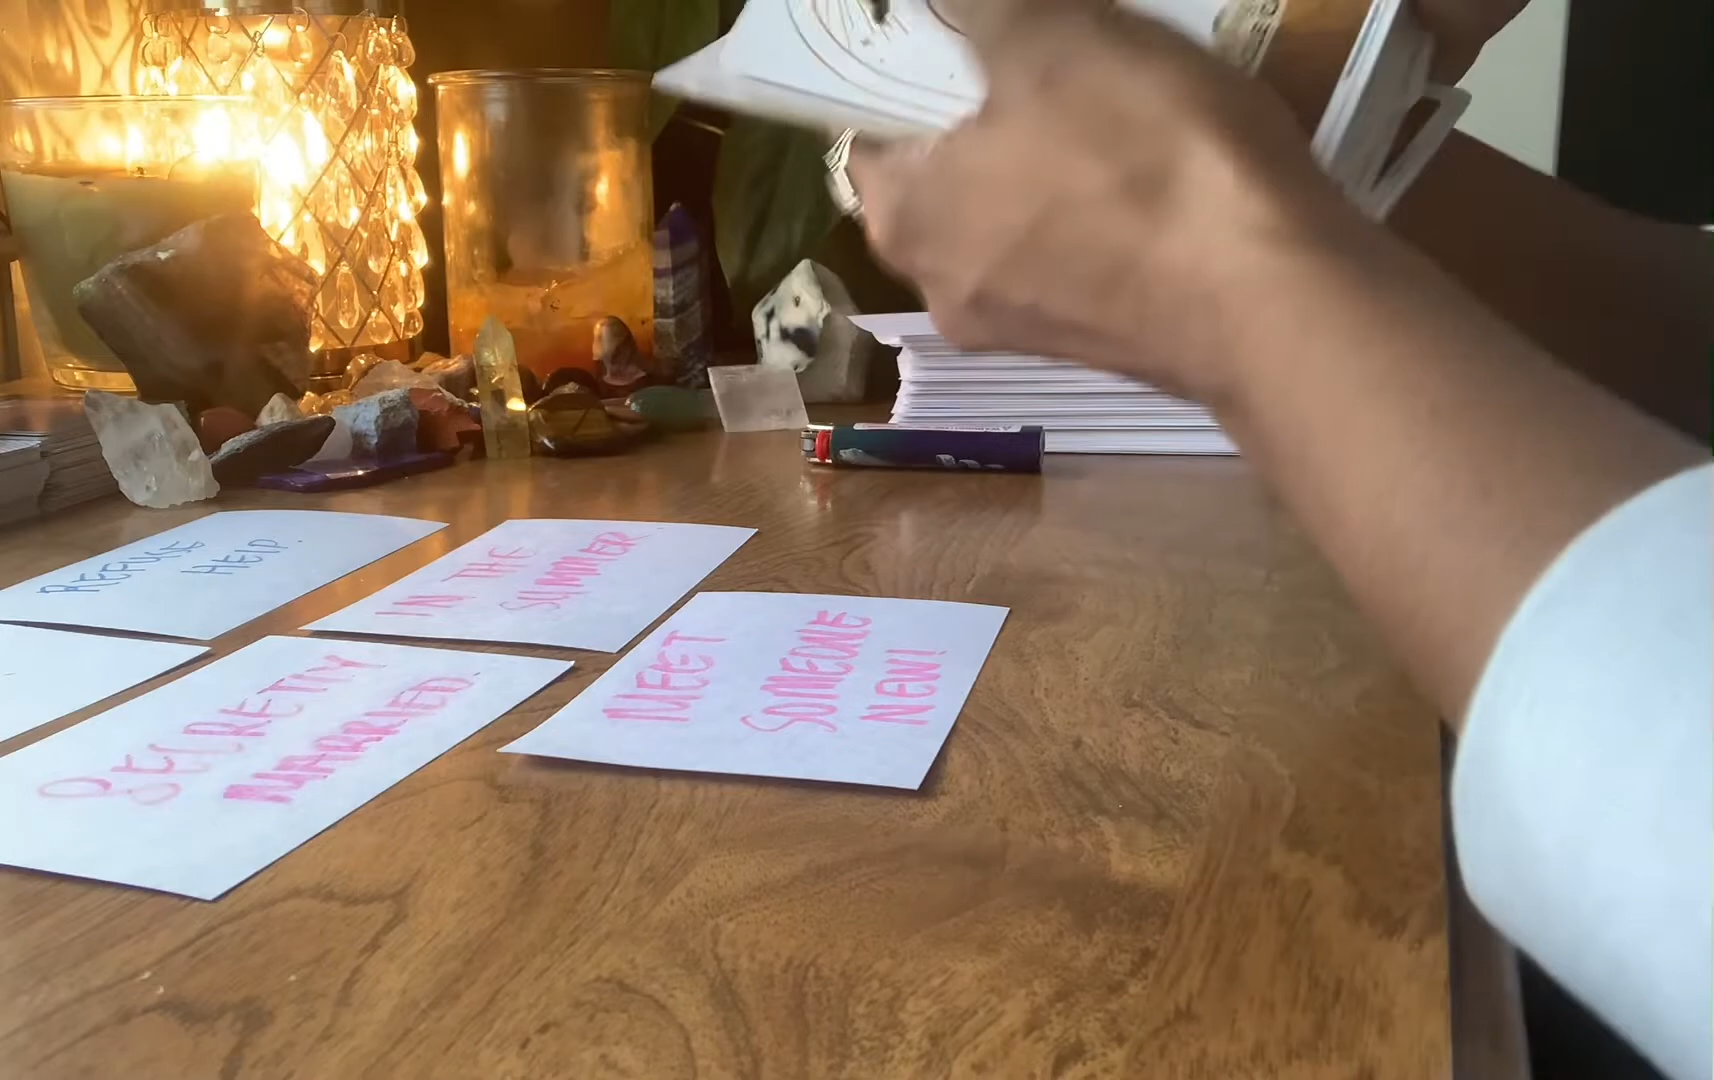 REFUSE
HELP.
IN THE
SUMMER.
SECRETLY
MARRIED.
MEET
SOMEONE
NEW!